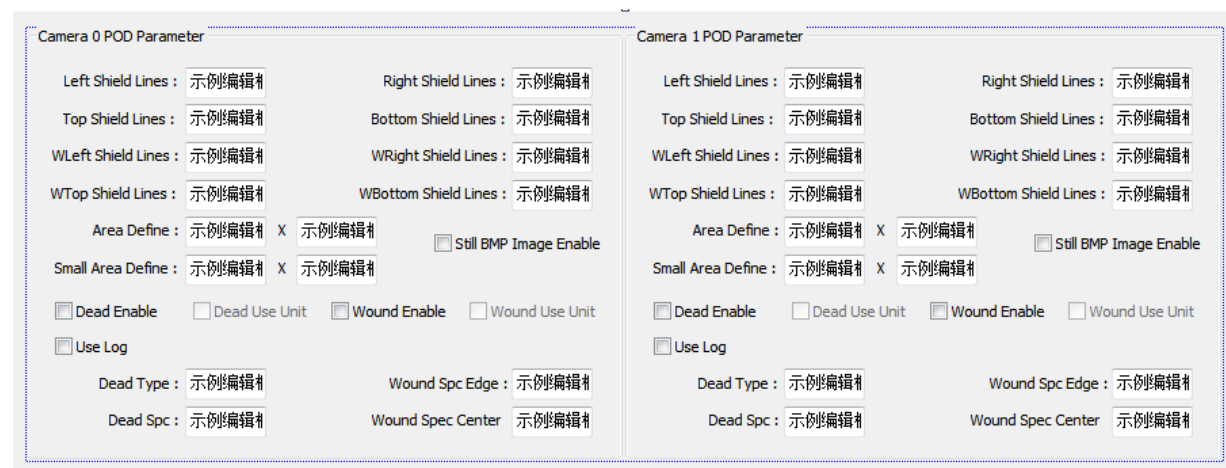 Camera 0 POD Parameter
Left Shield Lines : 示例编辑 Right Shield Lines : 示例编辑
Top Shield Lines : 示例编辑 Bottom Shield Lines : 示例编辑
WLeft Shield Lines : 示例编辑 WRight Shield Lines : 示例编辑
WTop Shield Lines : 示例编辑 WBottom Shield Lines : 示例编辑
Area Define : 示例编辑 X 示例编辑
Still BMP Image Enable
Small Area Define : 示例编辑 X 示例编辑
Dead Enable Dead Use Unit Wound Enable Wound Use Unit
Use Log
Dead Type : 示例编辑 Wound Spc Edge : 示例编辑
Dead Spc : 示例编辑 Wound Spec Center 示例编辑
Camera 1 POD Parameter
Left Shield Lines : 示例编辑 Right Shield Lines : 示例编辑
Top Shield Lines : 示例编辑 Bottom Shield Lines : 示例编辑
WLeft Shield Lines : 示例编辑 WRight Shield Lines : 示例编辑
WTop Shield Lines : 示例编辑 WBottom Shield Lines : 示例编辑
Area Define : 示例编辑 X 示例编辑
Still BMP Image Enable
Small Area Define : 示例编辑 X 示例编辑
Dead Enable Dead Use Unit Wound Enable Wound Use Unit
Use Log
Dead Type : 示例编辑 Wound Spc Edge : 示例编辑
Dead Spc : 示例编辑 Wound Spec Center 示例编辑